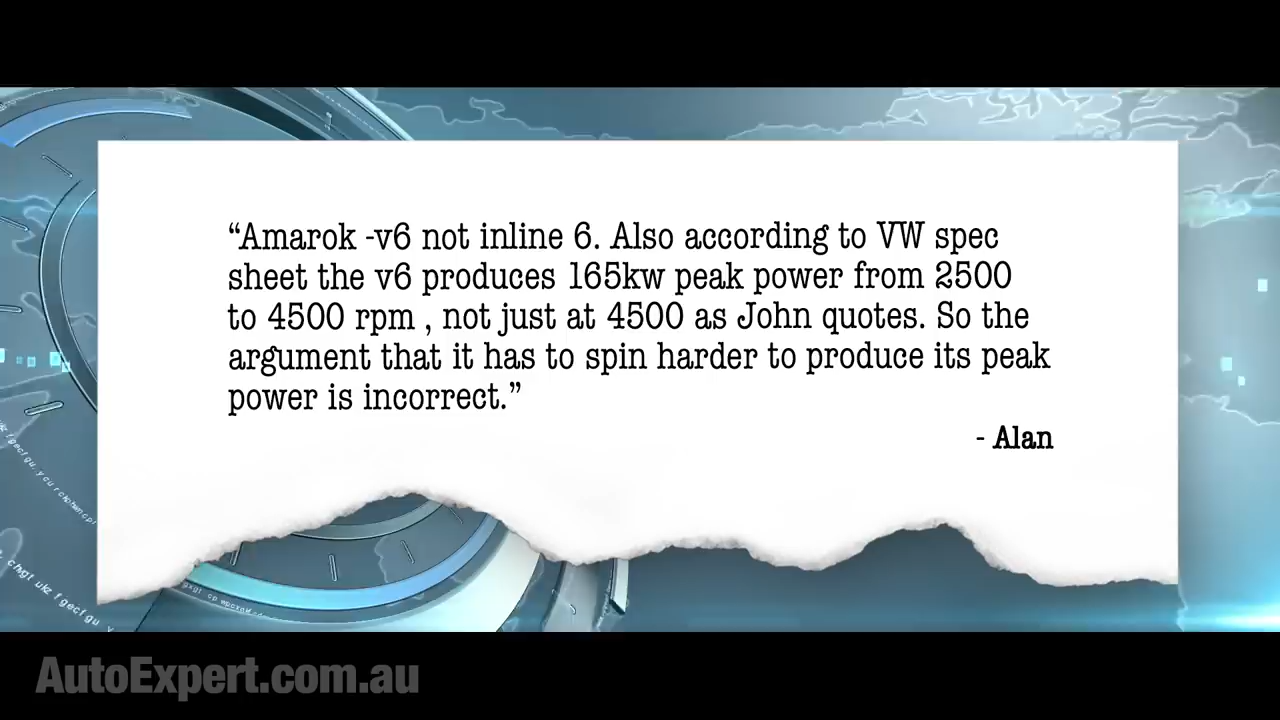 “Amarok -v6 not inline 6. Also according to VW spec
sheet the v6 produces 165kw peak power from 2500
to 4500 rpm , not just at 4500 as John quotes. So the
argument that it has to spin harder to produce its peak
power is incorrect.”
- Alan
AutoExpert.com.au